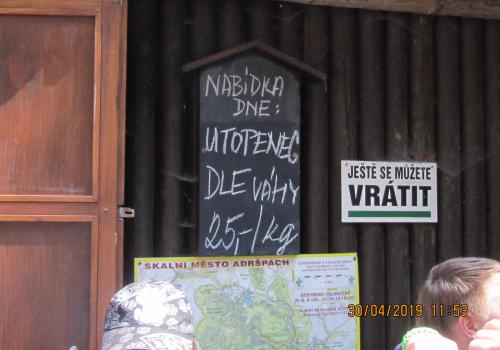 NABÍDKA
DNE:
UTOPENEC
DLE VÁHY
25,-/kg
JEŠTĚ SE MŮŽETE
VRÁTIT
SKALNÍ MĚSTO ADRŠPACH
30/04/2019 11:53